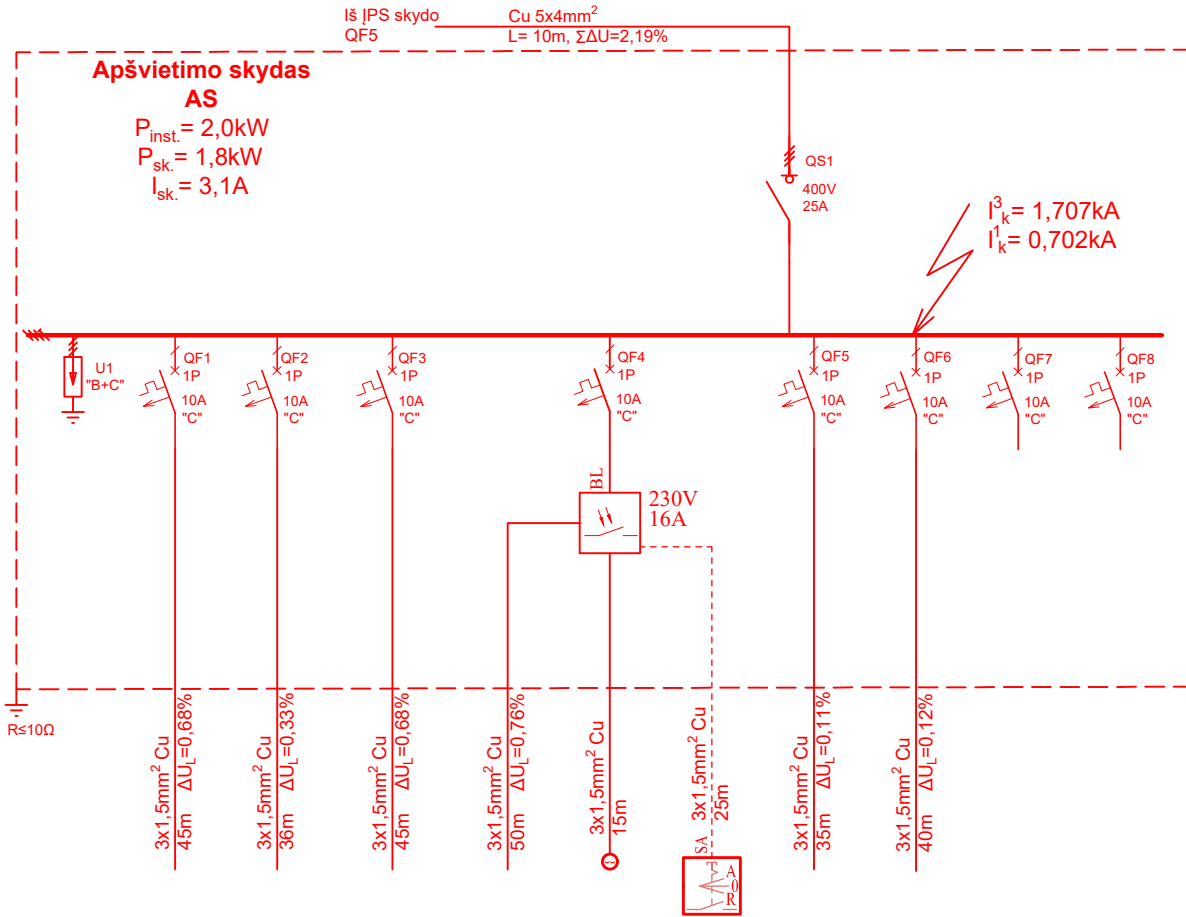 Iš ĮPS skydo
QF5
Cu 5x4mm²
L= 10m, ΣΔU=2,19%
Apšvietimo skydas
AS
Pinst.= 2,0kW
Psk.= 1,8kW
Isk.= 3,1A
QS1
400V
25A
I³k= 1,707kA
I¹k= 0,702kA
U1
"B+C"
QF1
1P
10A
"C"
QF2
1P
10A
"C"
QF3
1P
10A
"C"
QF4
1P
10A
"C"
QF5
1P
10A
"C"
QF6
1P
10A
"C"
QF7
1P
10A
"C"
QF8
1P
10A
"C"
BL
230V
16A
R≤10Ω
3x1,5mm² Cu
45m ΔUL=0,68%
3x1,5mm² Cu
36m ΔUL=0,33%
3x1,5mm² Cu
45m ΔUL=0,68%
3x1,5mm² Cu
50m ΔUL=0,76%
3x1,5mm² Cu
15m
3x1,5mm² Cu
25m
SA
A
0
R
3x1,5mm² Cu
35m ΔUL=0,11%
3x1,5mm² Cu
40m ΔUL=0,12%